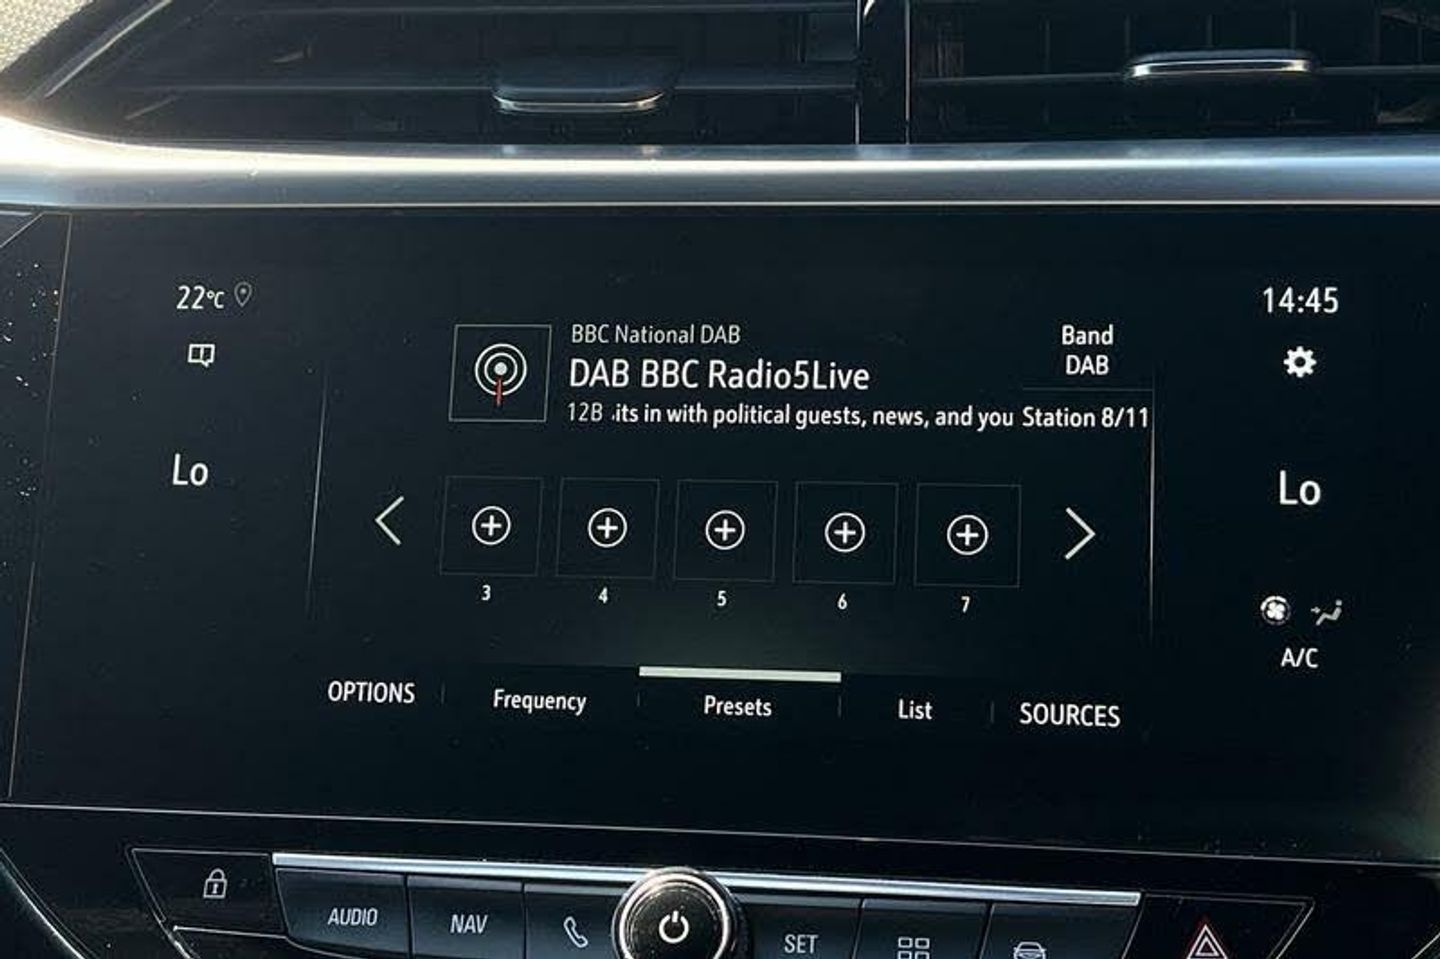 22°C
14:45
BBC National DAB
DAB BBC Radio5Live
Band
DAB
12B .its in with political guests, news, and you Station 8/11
Lo
Lo
3 4 5 6 7
A/C
OPTIONS Frequency Presets List SOURCES
AUDIO NAV SET